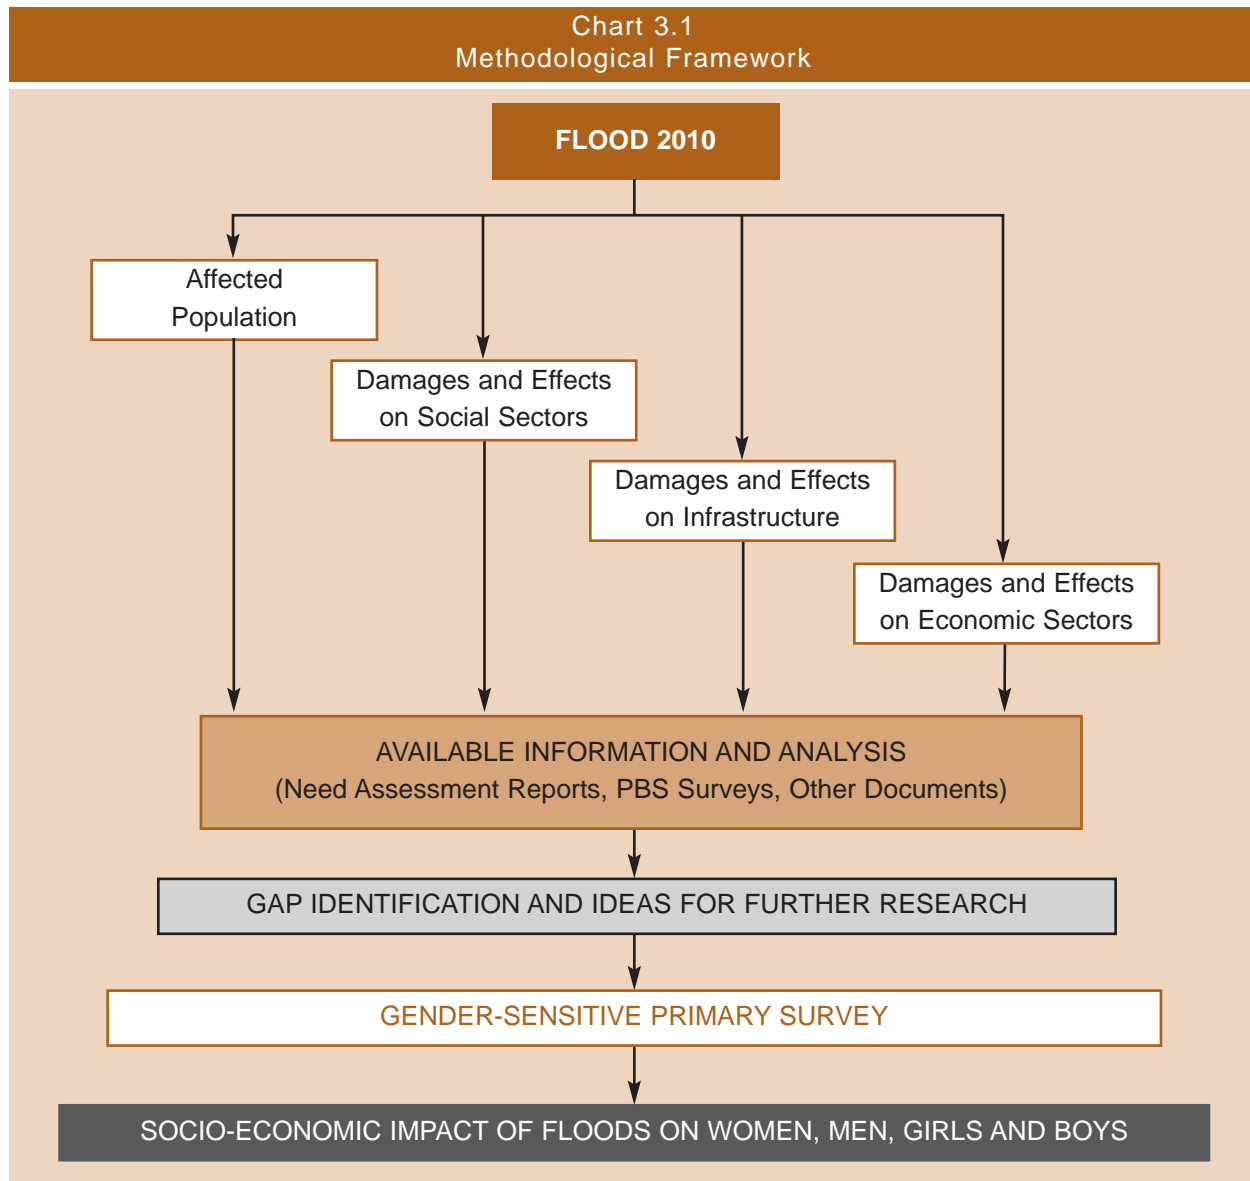 Chart 3.1
Methodological Framework
FLOOD 2010
Affected
Population
Damages and Effects
on Social Sectors
Damages and Effects
on Infrastructure
Damages and Effects
on Economic Sectors
AVAILABLE INFORMATION AND ANALYSIS
(Need Assessment Reports, PBS Surveys, Other Documents)
GAP IDENTIFICATION AND IDEAS FOR FURTHER RESEARCH
GENDER-SENSITIVE PRIMARY SURVEY
SOCIO-ECONOMIC IMPACT OF FLOODS ON WOMEN, MEN, GIRLS AND BOYS